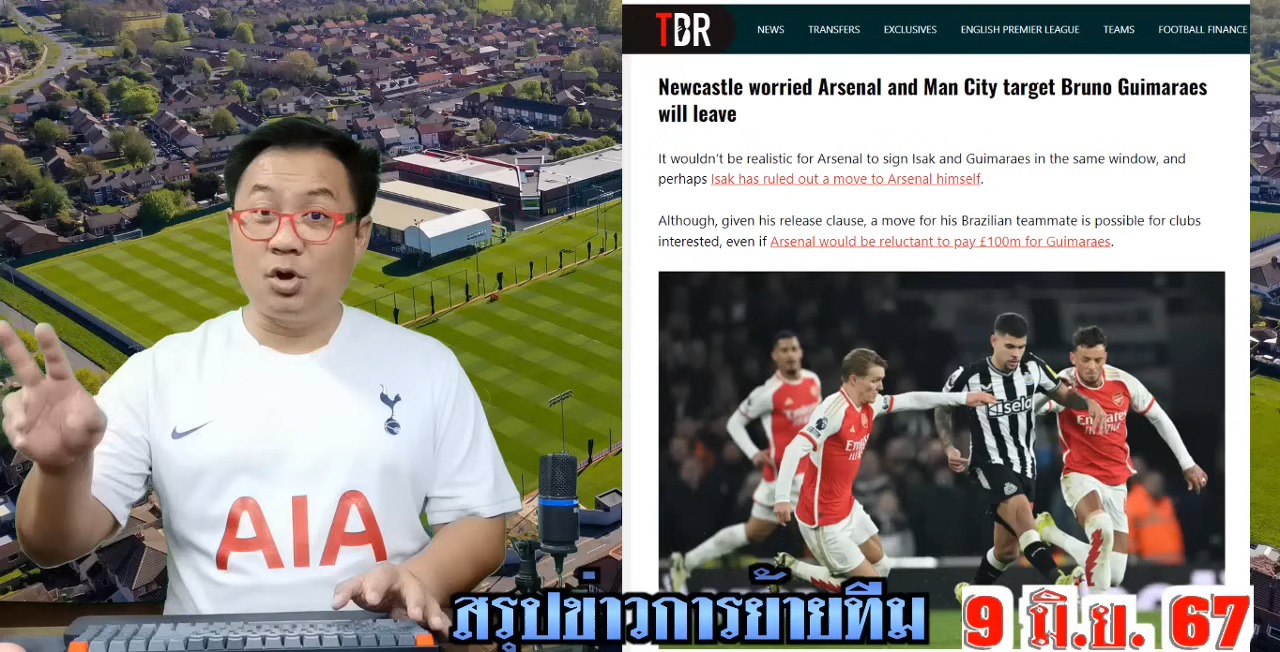 TBR
NEWS TRANSFERS EXCLUSIVES ENGLISH PREMIER LEAGUE TEAMS FOOTBALL FINANCE
Newcastle worried Arsenal and Man City target Bruno Guimaraes
will leave
It wouldn't be realistic for Arsenal to sign Isak and Guimaraes in the same window, and
perhaps Isak has ruled out a move to Arsenal himself.
Although, given his release clause, a move for his Brazilian teammate is possible for clubs
interested, even if Arsenal would be reluctant to pay £100m for Guimaraes.
sela
Emirates
AIA
สรุปข่าวการย้ายทีม 9 มิ.ย. 67